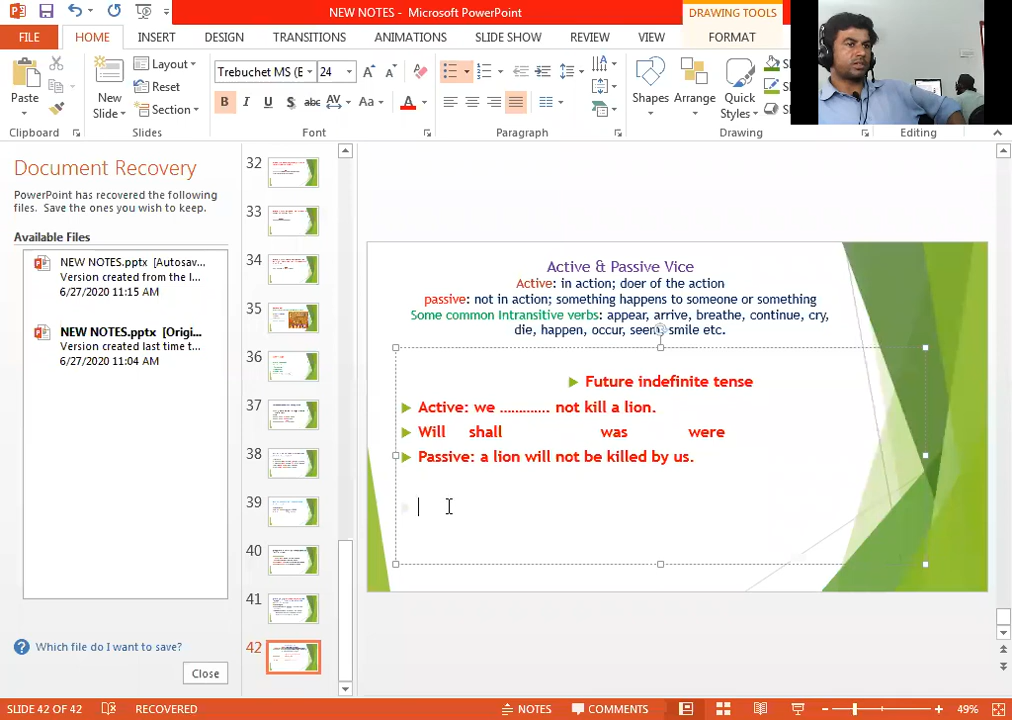 NEW NOTES - Microsoft PowerPoint
DRAWING TOOLS
FILE HOME INSERT DESIGN TRANSITIONS ANIMATIONS SLIDE SHOW REVIEW VIEW FORMAT
Paste
Clipboard
New
Slide
Layout
Reset
Section
Slides
Trebuchet MS (E 24
B I U S abc AV Aa A
Font
Paragraph
Shapes Arrange Quick
Styles
Drawing
Editing
Document Recovery
PowerPoint has recovered the following
files. Save the ones you wish to keep.
Available Files
NEW NOTES.pptx [Autosav...
Version created from the l...
6/27/2020 11:15 AM
NEW NOTES.pptx [Origi...
Version created last time t...
6/27/2020 11:04 AM
Which file do I want to save?
Close
32
33
34
35
36
37
38
39
40
41
42
Active & Passive Vice
Active: in action; doer of the action
passive: not in action; something happens to someone or something
Some common Intransitive verbs: appear, arrive, breathe, continue, cry,
die, happen, occur, seem, smile etc.
Future indefinite tense
Active: we ............. not kill a lion.
Will shall was were
Passive: a lion will not be killed by us.
SLIDE 42 OF 42 RECOVERED NOTES COMMENTS 49%